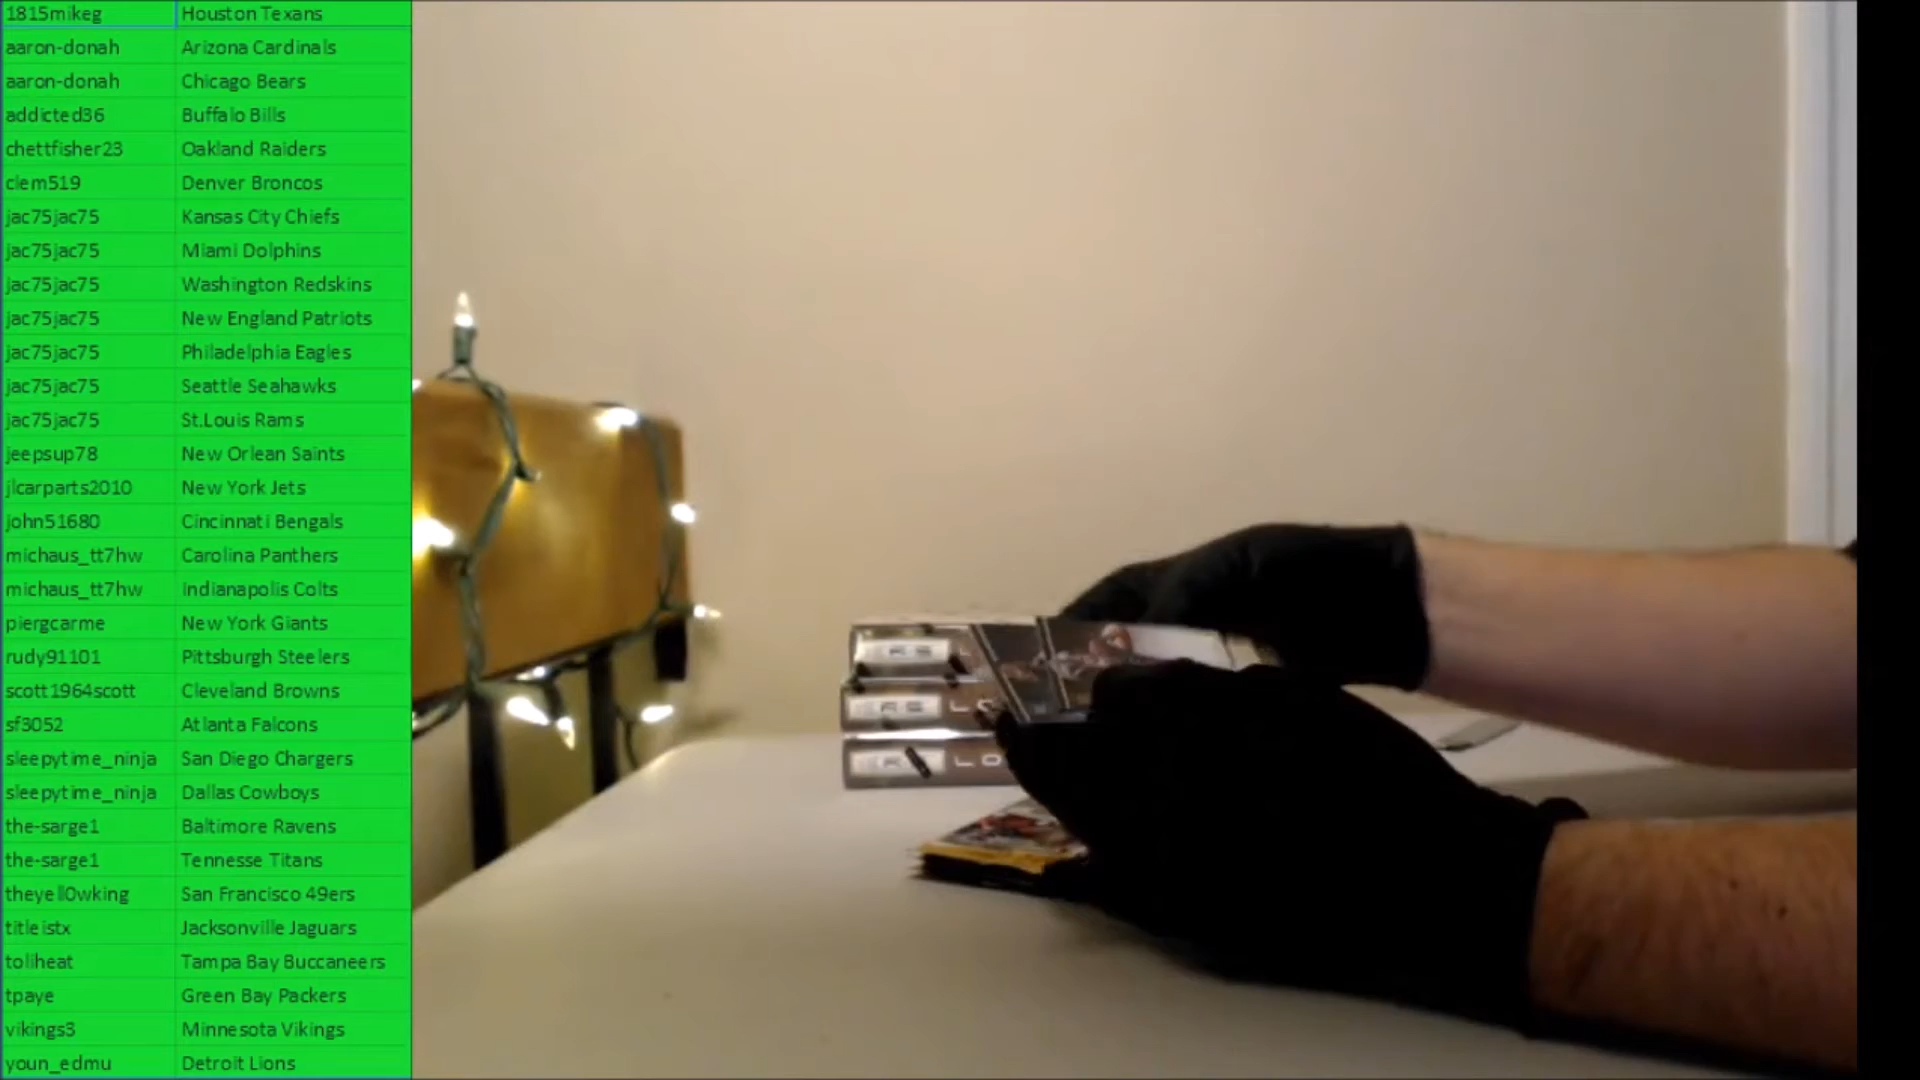 1815mikeg Houston Texans
aaron-donah Arizona Cardinals
aaron-donah Chicago Bears
addicted36 Buffalo Bills
chettfisher23 Oakland Raiders
clem519 Denver Broncos
jac75jac75 Kansas City Chiefs
jac75jac75 Miami Dolphins
jac75jac75 Washington Redskins
jac75jac75 New England Patriots
jac75jac75 Philadelphia Eagles
jac75jac75 Seattle Seahawks
jac75jac75 St.Louis Rams
jeepsup78 New Orlean Saints
jlcarparts2010 New York Jets
john51680 Cincinnati Bengals
michaus_tt7hw Carolina Panthers
michaus_tt7hw Indianapolis Colts
piergcarme New York Giants
rudy91101 Pittsburgh Steelers
scott1964scott Cleveland Browns
sf3052 Atlanta Falcons
sleepytime_ninja San Diego Chargers
sleepytime_ninja Dallas Cowboys
the-sarge1 Baltimore Ravens
the-sarge1 Tennesse Titans
theyell0wking San Francisco 49ers
titleistx Jacksonville Jaguars
toliheat Tampa Bay Buccaneers
tpaye Green Bay Packers
vikings3 Minnesota Vikings
youn_edmu Detroit Lions